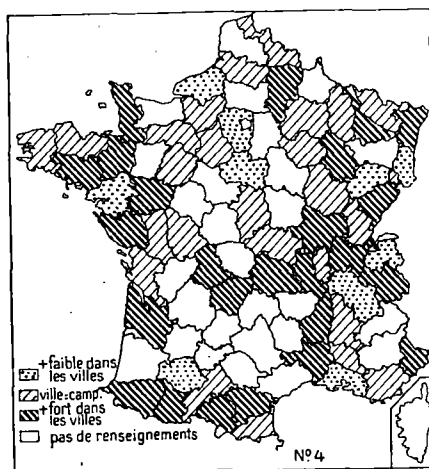 +faible dans
les villes
ville=camp.
+fort dans
les villes
pas de renseignements
Nº4